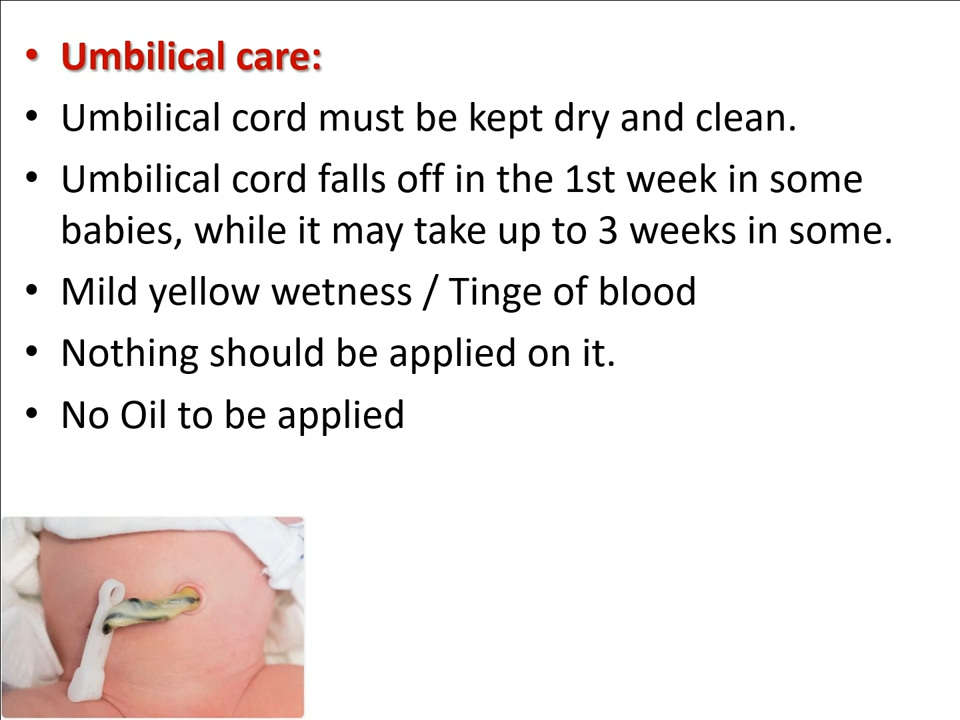 • Umbilical care:
• Umbilical cord must be kept dry and clean.
• Umbilical cord falls off in the 1st week in some
babies, while it may take up to 3 weeks in some.
• Mild yellow wetness / Tinge of blood
• Nothing should be applied on it.
• No Oil to be applied